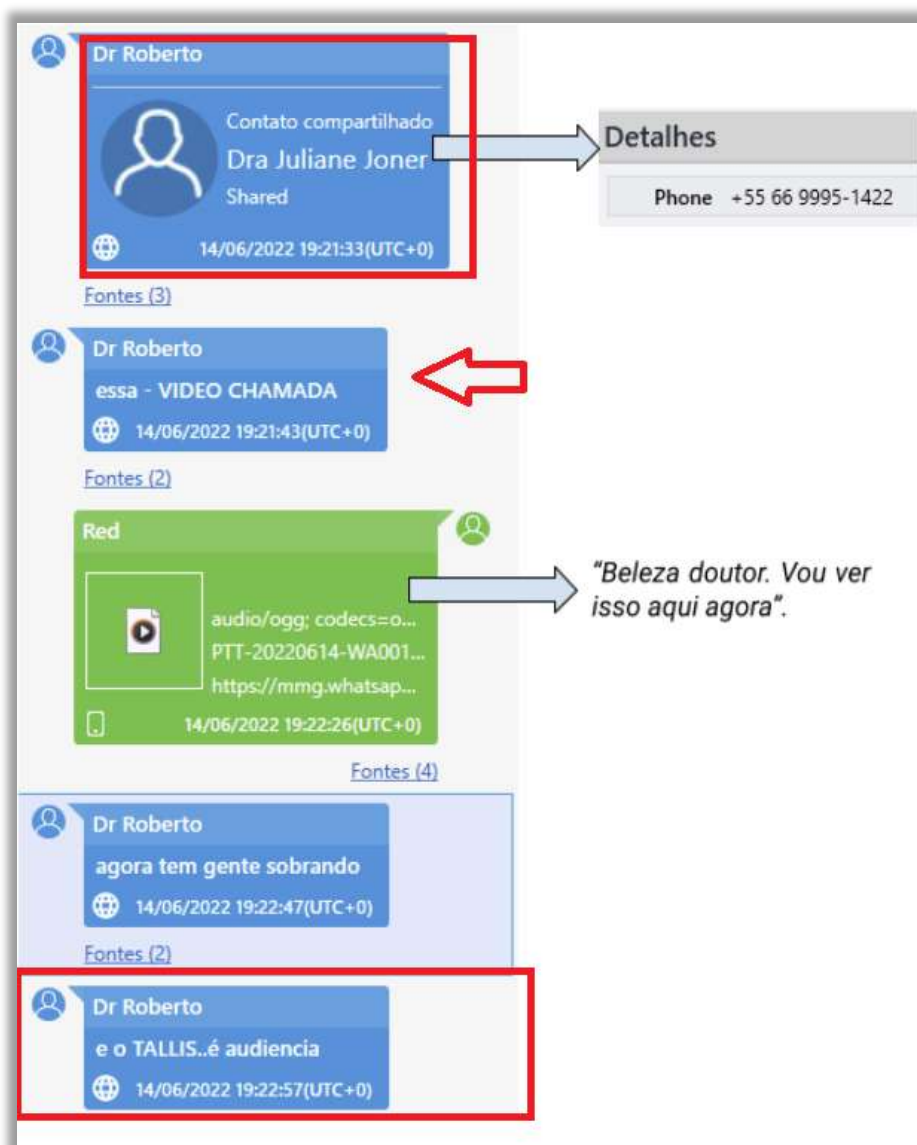 Dr Roberto
Contato compartilhado
Dra Juliane Joner
Shared
14/06/2022 19:21:33(UTC+0)
Detalhes
Phone +55 66 9995-1422
Fontes (3)
Dr Roberto
essa - VIDEO CHAMADA
14/06/2022 19:21:43(UTC+0)
Fontes (2)
Red
audio/ogg; codecs=o...
PTT-20220614-WA001...
https://mmg.whatsap...
14/06/2022 19:22:26(UTC+0)
"Beleza doutor. Vou ver
isso aqui agora".
Fontes (4)
Dr Roberto
agora tem gente sobrando
14/06/2022 19:22:47(UTC+0)
Fontes (2)
Dr Roberto
e o TALLIS..é audiencia
14/06/2022 19:22:57(UTC+0)